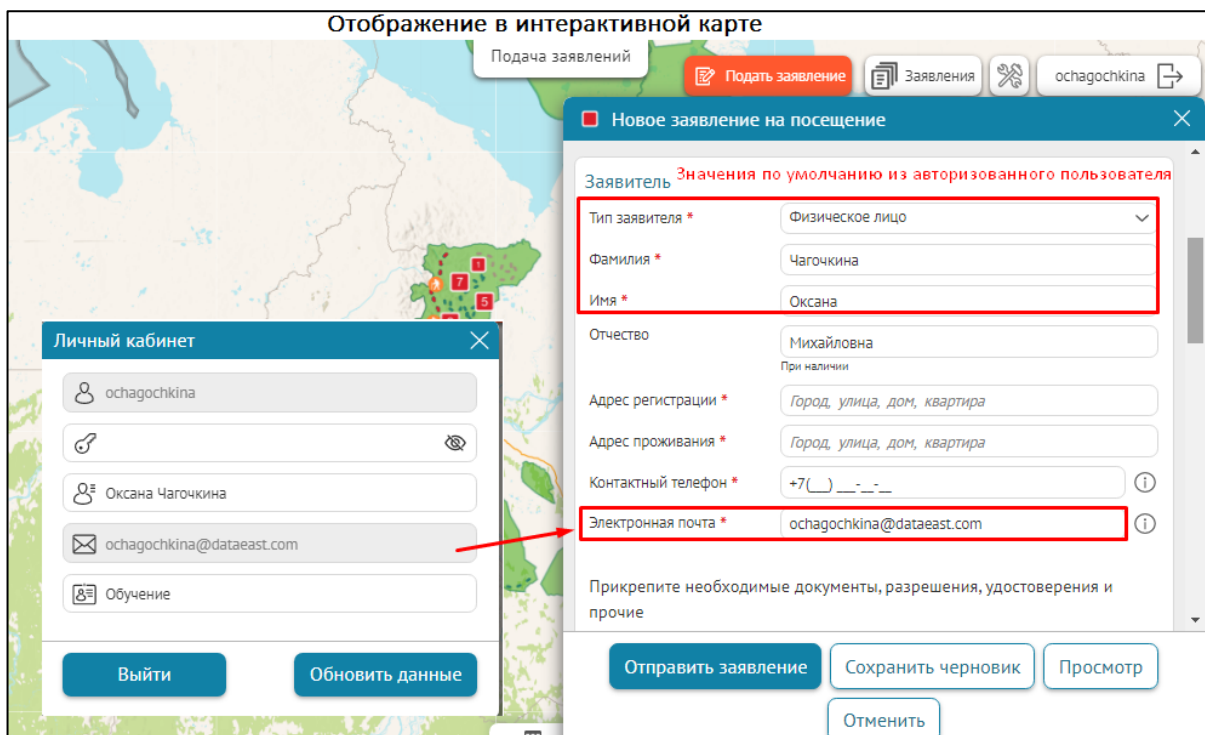 Отображение в интерактивной карте
Подача заявлений
Подать заявление
Заявления
ochagochkina
Новое заявление на посещение
Заявитель
Значения по умолчанию из авторизованного пользователя
Тип заявителя *
Физическое лицо
Фамилия *
Чагочкина
Имя *
Оксана
Отчество
Михайловна
При наличии
Адрес регистрации *
Город, улица, дом, квартира
Адрес проживания *
Город, улица, дом, квартира
Контактный телефон *
+7(__) __-_-_
Электронная почта *
ochagochkina@dataeast.com
Прикрепите необходимые документы, разрешения, удостоверения и
прочие
Отправить заявление
Сохранить черновик
Просмотр
Отменить
1
7
5
Личный кабинет
ochagochkina
Оксана Чагочкина
ochagochkina@dataeast.com
Обучение
Выйти
Обновить данные